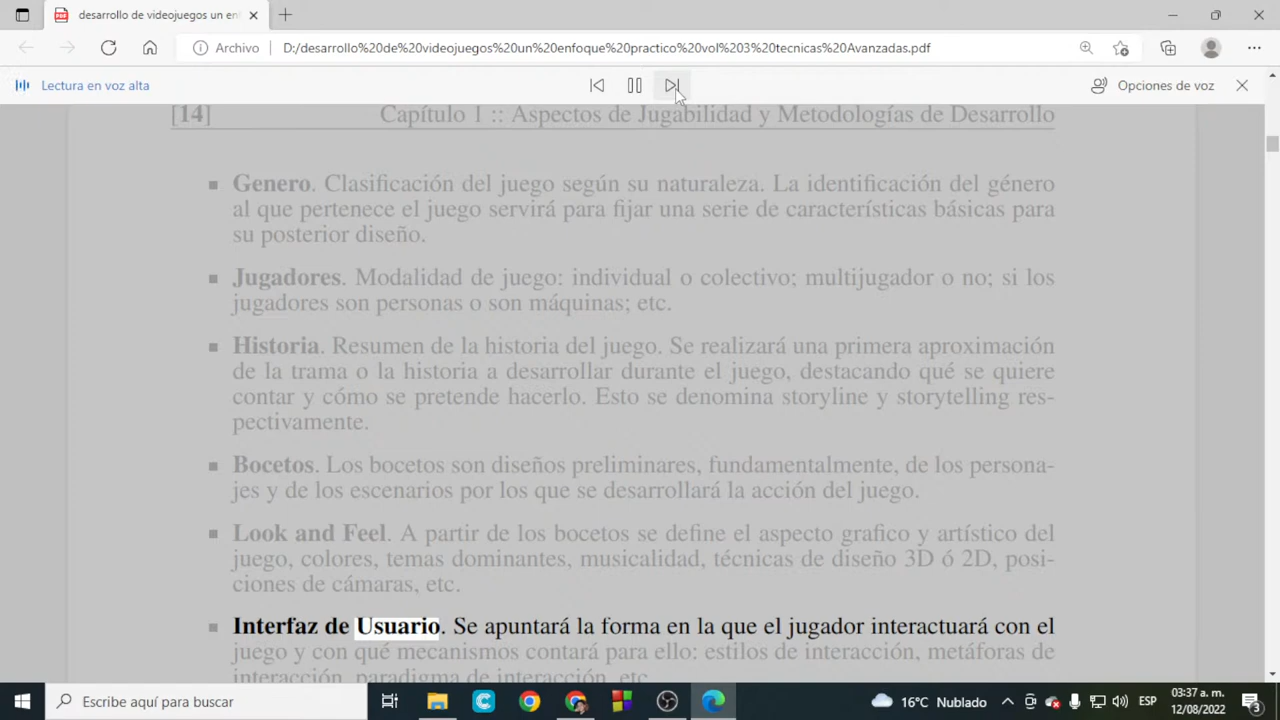 desarrollo de videojuegos un en
Archivo
D:/desarrollo%20de%20videojuegos%20un%20enfoque%20practico%20vol%203%20tecnicas%20Avanzadas.pdf
Lectura en voz alta
Opciones de voz
[14]
Capítulo 1 :: Aspectos de Jugabilidad y Metodologías de Desarrollo
Genero. Clasificación del juego según su naturaleza. La identificación del género
al que pertenece el juego servirá para fijar una serie de características básicas para
su posterior diseño.
Jugadores. Modalidad de juego: individual o colectivo; multijugador o no; si los
jugadores son personas o son máquinas; etc.
Historia. Resumen de la historia del juego. Se realizará una primera aproximación
de la trama o la historia a desarrollar durante el juego, destacando qué se quiere
contar y cómo se pretende hacerlo. Esto se denomina storyline y storytelling res-
pectivamente.
Bocetos. Los bocetos son diseños preliminares, fundamentalmente, de los persona-
jes y de los escenarios por los que se desarrollará la acción del juego.
Look and Feel. A partir de los bocetos se define el aspecto grafico y artístico del
juego, colores, temas dominantes, musicalidad, técnicas de diseño 3D ó 2D, posi-
ciones de cámaras, etc.
Interfaz de Usuario. Se apuntará la forma en la que el jugador interactuará con el
juego y con qué mecanismos contará para ello: estilos de interacción, metáforas de
interacción, paradigma de interacción, etc.
Escribe aquí para buscar
16°C Nublado
ESP
03:37 a. m.
12/08/2022
3